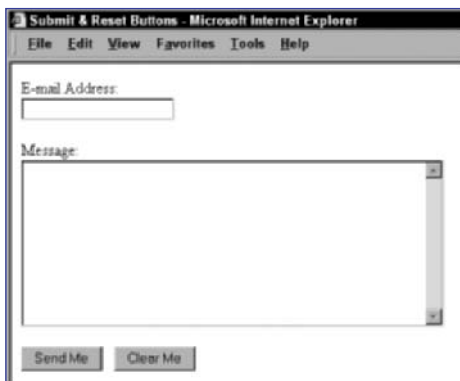 Submit & Reset Buttons - Microsoft Internet Explorer
File Edit View Favorites Tools Help
E-mail Address:
Message:
Send Me Clear Me